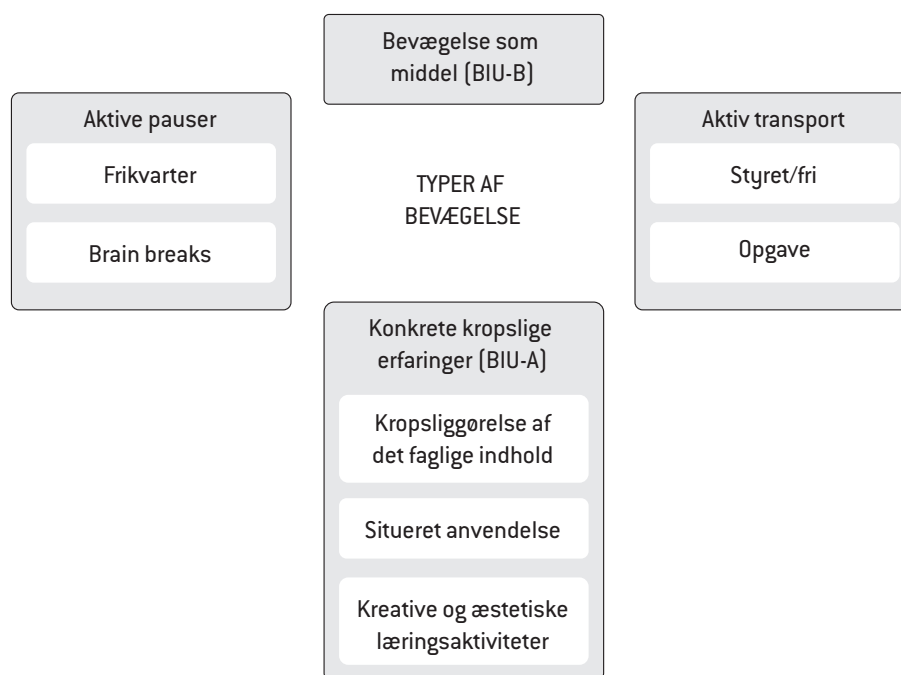 Bevægelse som
middel (BIU-B)
Aktive pauser
Frikvarter
Brain breaks
TYPER AF
BEVÆGELSE
Aktiv transport
Styret/fri
Opgave
Konkrete kropslige
erfaringer (BIU-A)
Kropsliggørelse af
det faglige indhold
Situeret anvendelse
Kreative og æstetiske
læringsaktiviteter